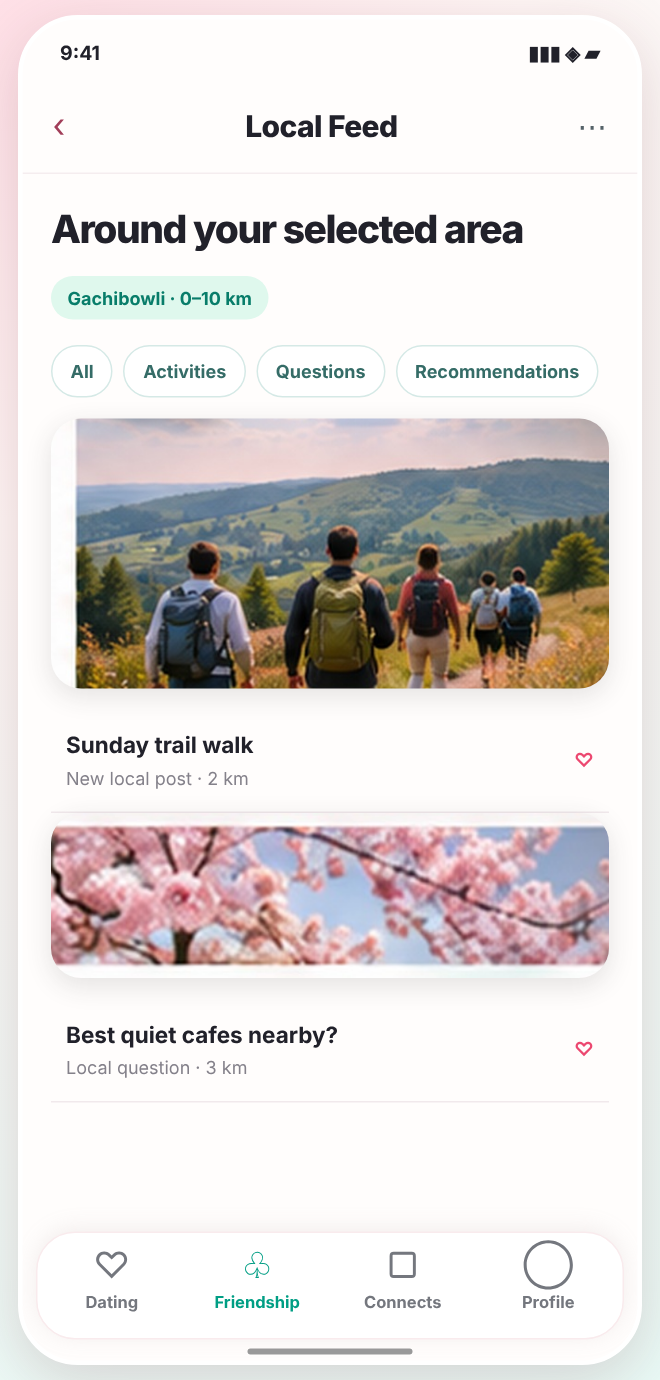 9:41
‹ Local Feed ⋯
Around your selected area
Gachibowli · 0–10 km
All Activities Questions Recommendations
Sunday trail walk
New local post · 2 km
Best quiet cafes nearby?
Local question · 3 km
Dating Friendship Connects Profile